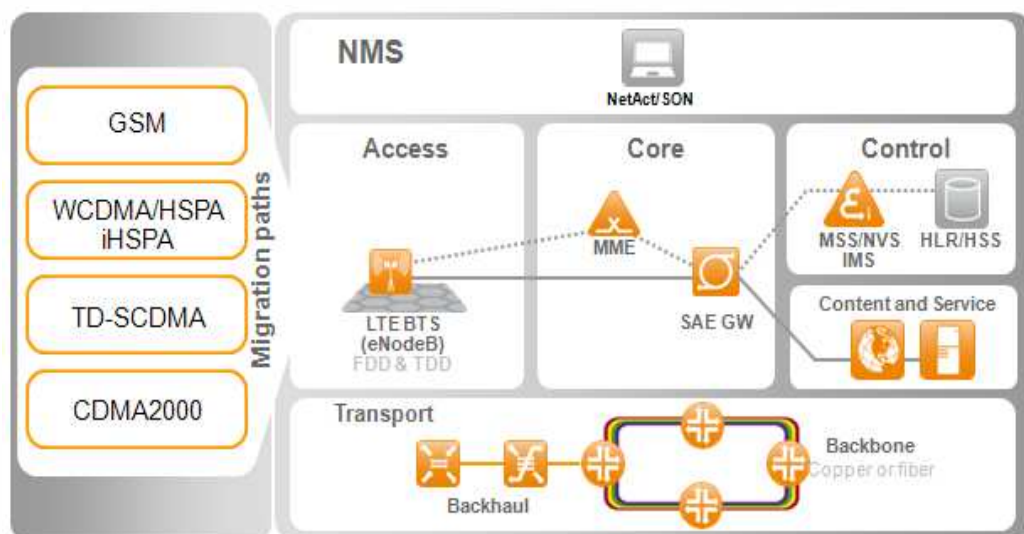 NMS
NetAct/SON
GSM
WCDMA/HSPA
iHSPA
TD-SCDMA
CDMA2000
Migration paths
Access
LTE BTS
(eNodeB)
FDD & TDD
Core
MME
SAE GW
Control
MSS/NVS
IMS
HLR/HSS
Content and Service
Transport
Backhaul
Backbone
Copper or fiber